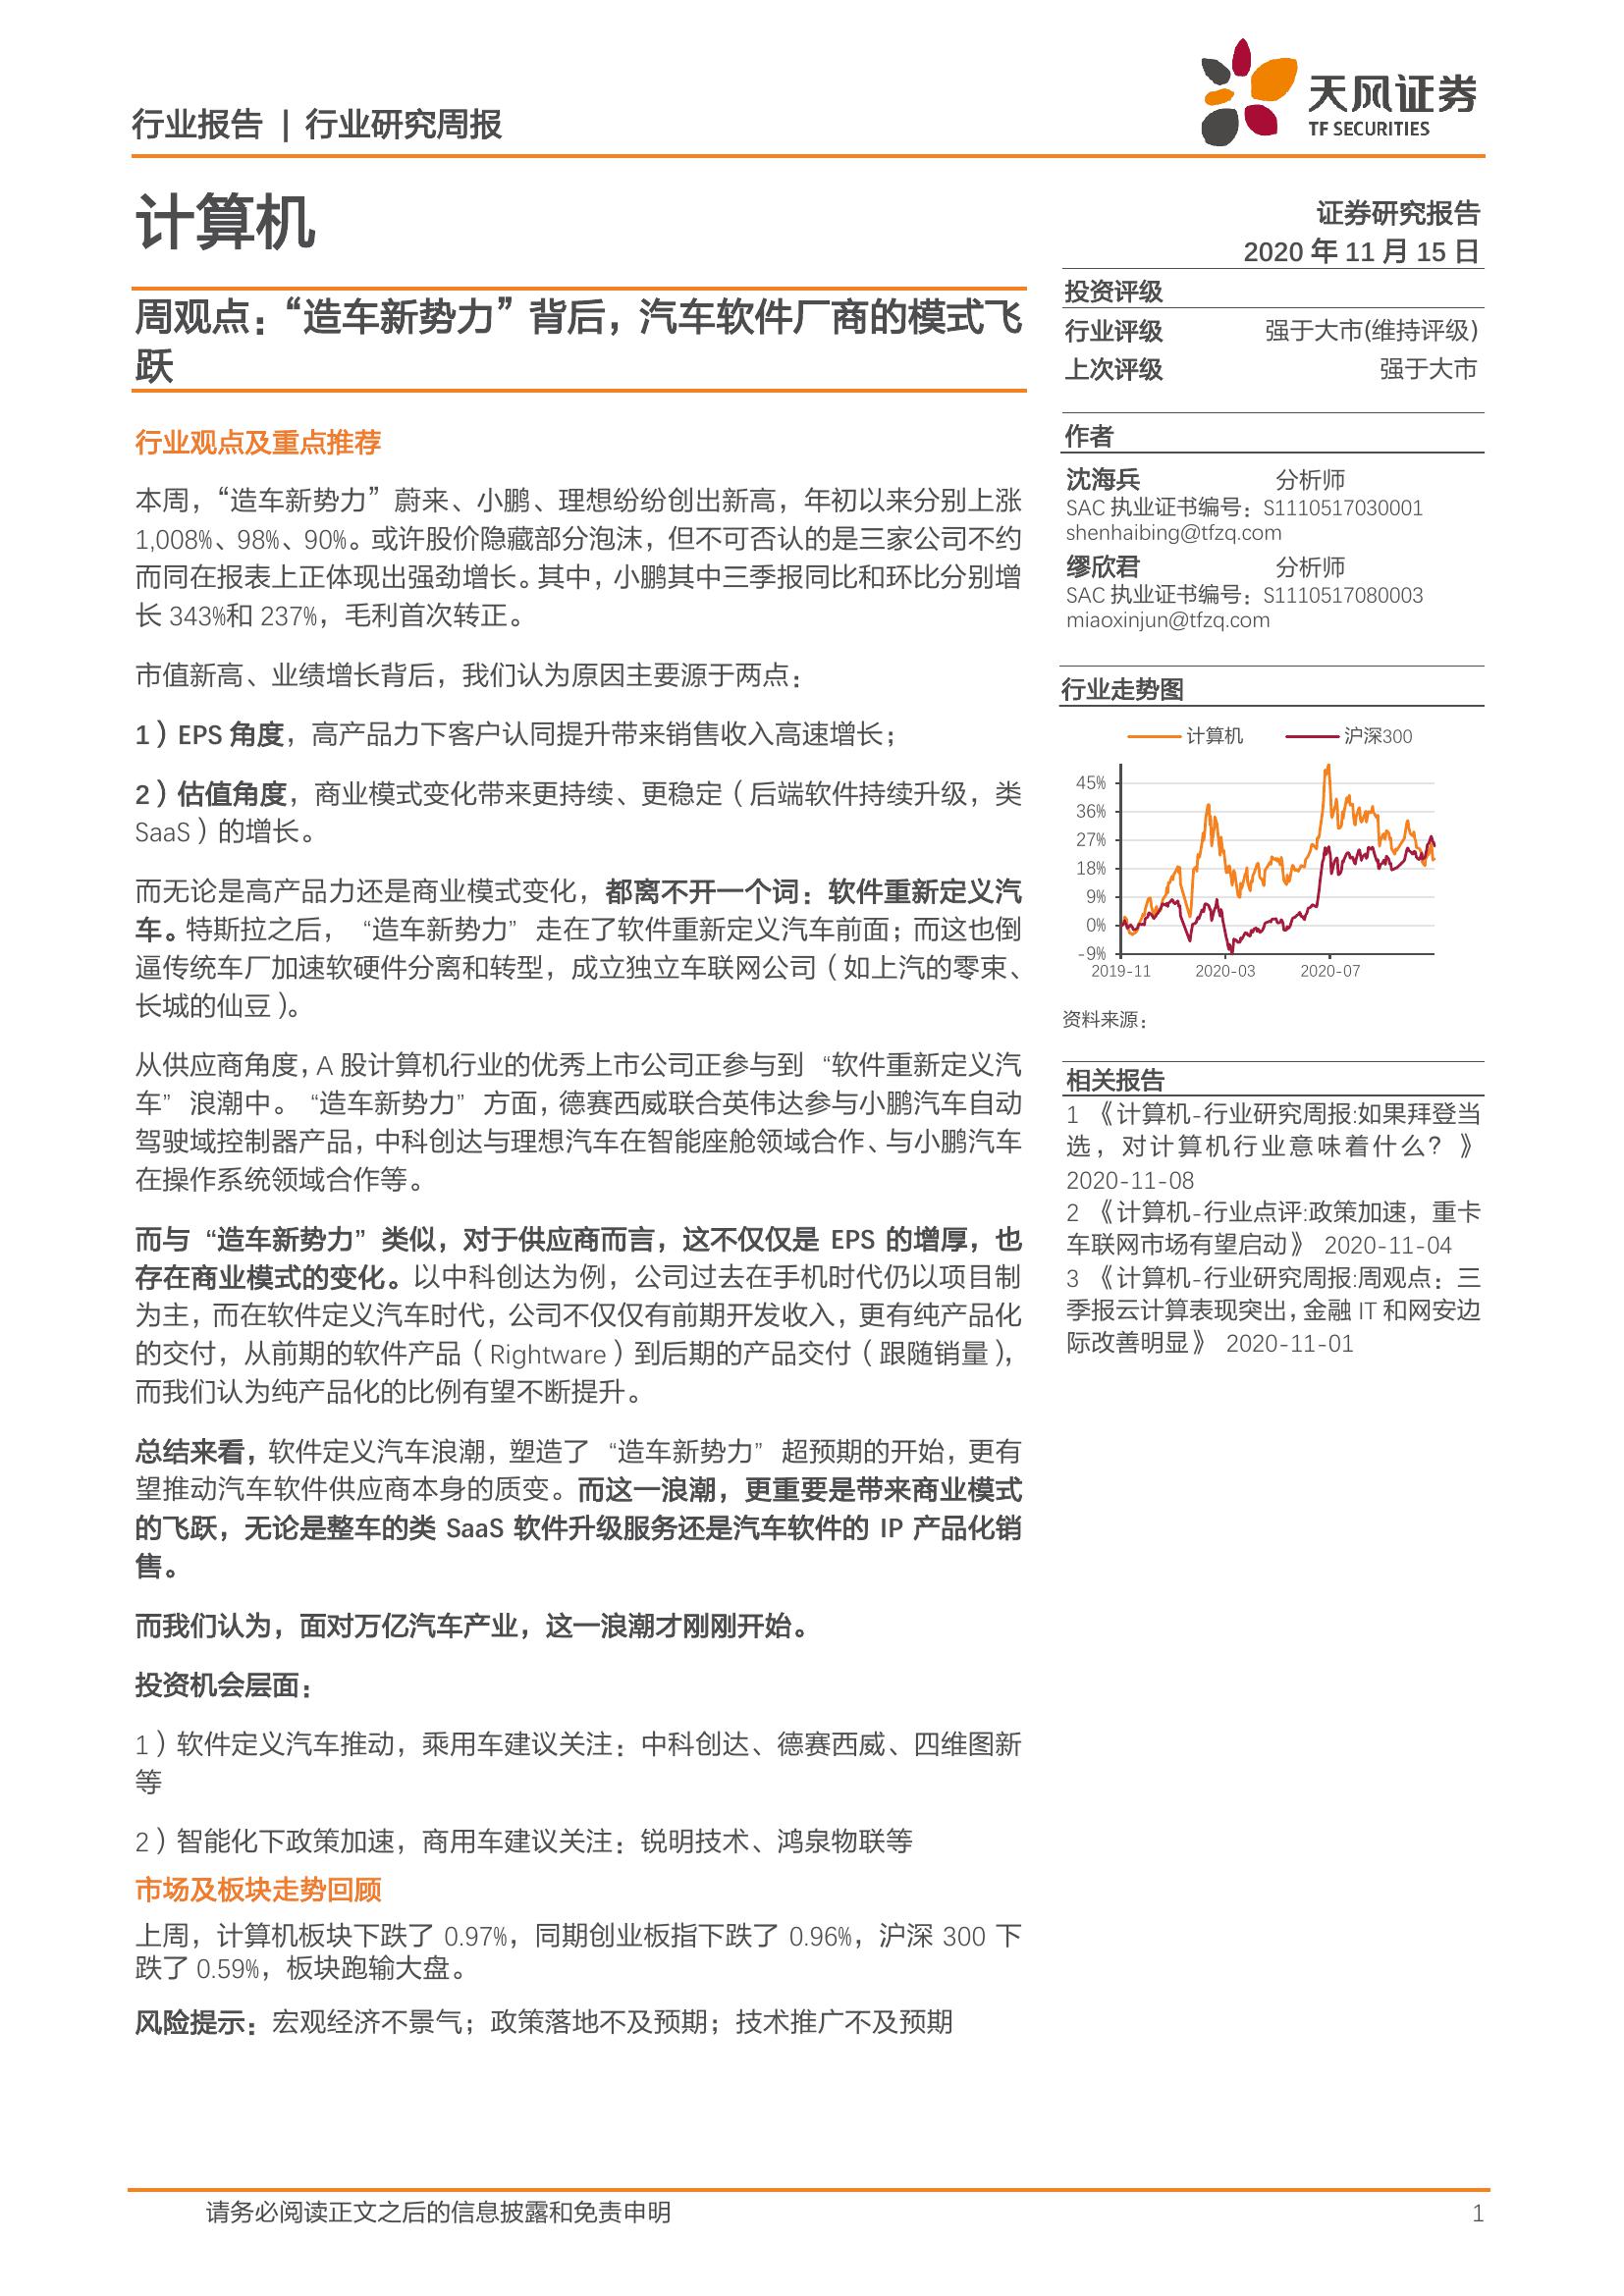 行业报告 | 行业研究周报
天风证券
TF SECURITIES
计算机
证券研究报告
2020 年 11 月 15 日
周观点：“造车新势力”背后，汽车软件厂商的模式飞
跃
行业观点及重点推荐
本周，“造车新势力”蔚来、小鹏、理想纷纷创出新高，年初以来分别上涨
1,008%、98%、90%。或许股价隐藏部分泡沫，但不可否认的是三家公司不约
而同在报表上正体现出强劲增长。其中，小鹏其中三季报同比和环比分别增
长 343%和 237%，毛利首次转正。
市值新高、业绩增长背后，我们认为原因主要源于两点：
1）EPS 角度，高产品力下客户认同提升带来销售收入高速增长；
2）估值角度，商业模式变化带来更持续、更稳定（后端软件持续升级，类
SaaS）的增长。
而无论是高产品力还是商业模式变化，都离不开一个词：软件重新定义汽
车。特斯拉之后，“造车新势力”走在了软件重新定义汽车前面；而这也倒
逼传统车厂加速软硬件分离和转型，成立独立车联网公司（如上汽的零束、
长城的仙豆）。
从供应商角度，A 股计算机行业的优秀上市公司正参与到“软件重新定义汽
车”浪潮中。“造车新势力”方面，德赛西威联合英伟达参与小鹏汽车自动
驾驶域控制器产品，中科创达与理想汽车在智能座舱领域合作、与小鹏汽车
在操作系统领域合作等。
而与“造车新势力”类似，对于供应商而言，这不仅仅是 EPS 的增厚，也
存在商业模式的变化。以中科创达为例，公司过去在手机时代仍以项目制
为主，而在软件定义汽车时代，公司不仅仅有前期开发收入，更有纯产品化
的交付，从前期的软件产品（Rightware）到后期的产品交付（跟随销量），
而我们认为纯产品化的比例有望不断提升。
总结来看，软件定义汽车浪潮，塑造了“造车新势力”超预期的开始，更有
望推动汽车软件供应商本身的质变。而这一浪潮，更重要是带来商业模式
的飞跃，无论是整车的类 SaaS 软件升级服务还是汽车软件的 IP 产品化销
售。
而我们认为，面对万亿汽车产业，这一浪潮才刚刚开始。
投资机会层面：
1）软件定义汽车推动，乘用车建议关注：中科创达、德赛西威、四维图新
等
2）智能化下政策加速，商用车建议关注：锐明技术、鸿泉物联等
市场及板块走势回顾
上周，计算机板块下跌了 0.97%，同期创业板指下跌了 0.96%，沪深 300 下
跌了 0.59%，板块跑输大盘。
风险提示：宏观经济不景气；政策落地不及预期；技术推广不及预期
投资评级
行业评级 强于大市(维持评级)
上次评级 强于大市
作者
沈海兵 分析师
SAC 执业证书编号：S1110517030001
shenhaibing@tfzq.com
缪欣君 分析师
SAC 执业证书编号：S1110517080003
miaoxinjun@tfzq.com
行业走势图
计算机 沪深300
45%
36%
27%
18%
9%
0%
-9%
2019-11 2020-03 2020-07
资料来源：
相关报告
1 《计算机-行业研究周报:如果拜登当
选，对计算机行业意味着什么？》
2020-11-08
2 《计算机-行业点评:政策加速，重卡
车联网市场有望启动》 2020-11-04
3 《计算机-行业研究周报:周观点：三
季报云计算表现突出，金融 IT 和网安边
际改善明显》 2020-11-01
请务必阅读正文之后的信息披露和免责申明 1